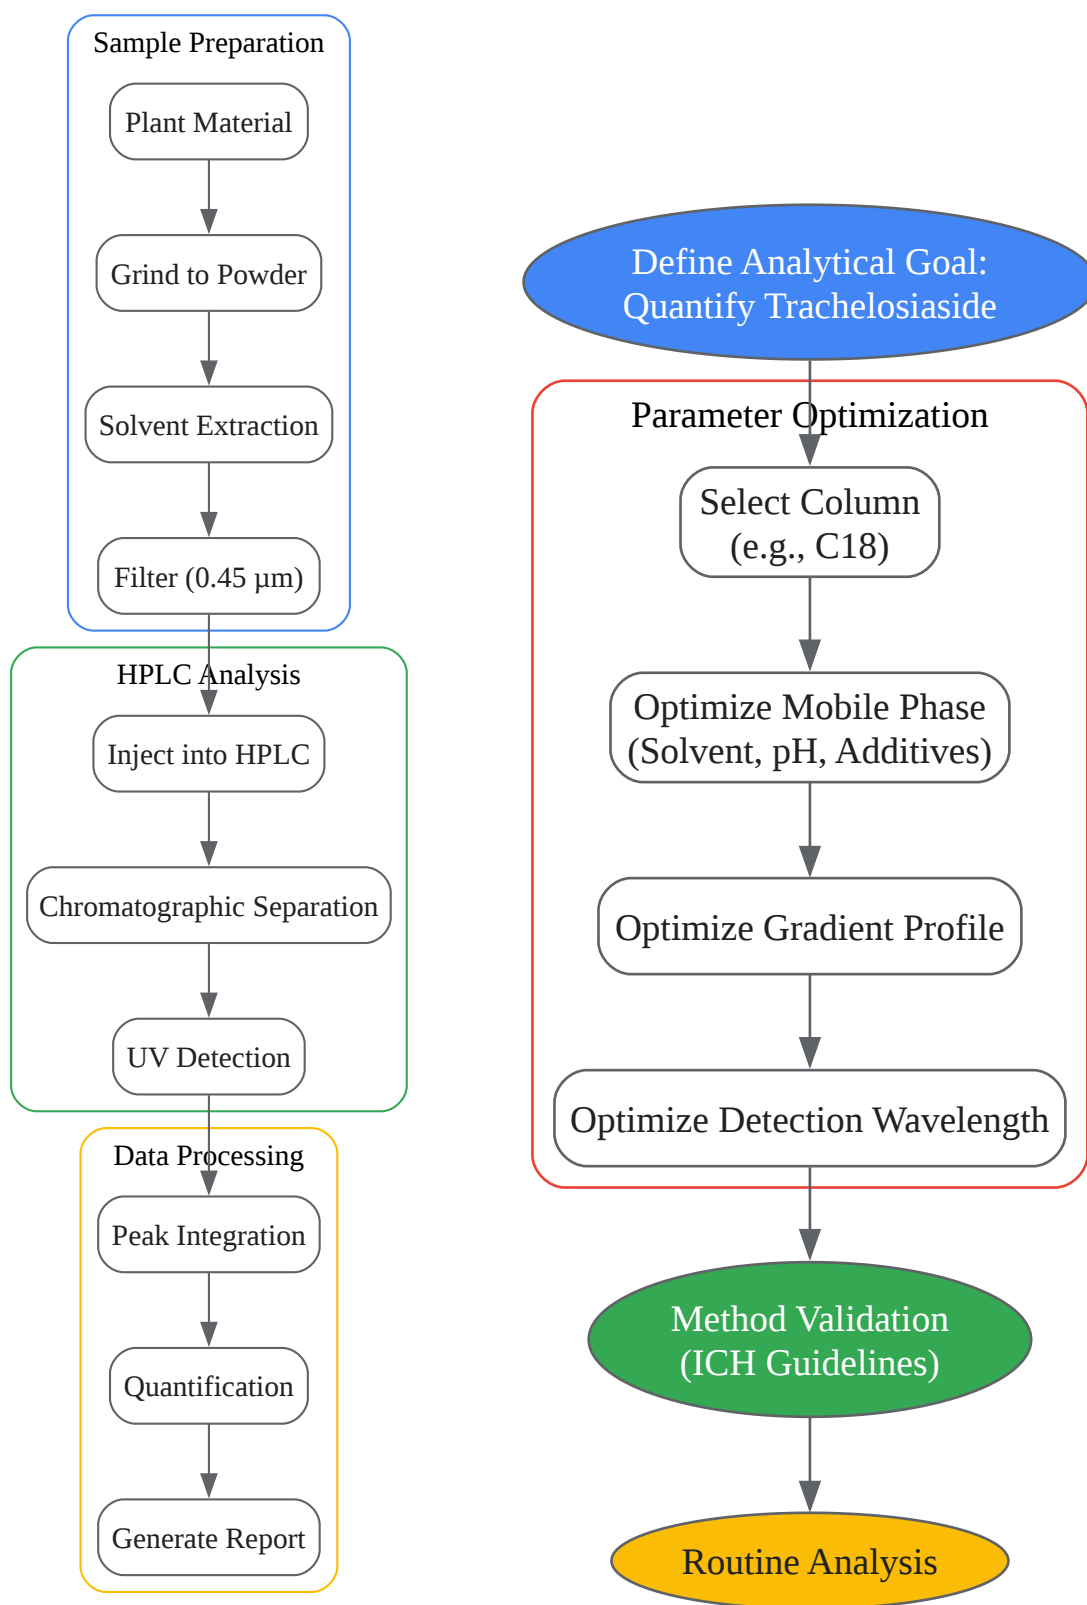 Sample Preparation
Plant Material
Grind to Powder
Solvent Extraction
Filter (0.45 µm)
HPLC Analysis
Inject into HPLC
Chromatographic Separation
UV Detection
Data Processing
Peak Integration
Quantification
Generate Report
Define Analytical Goal:
Quantify Trachelosiaside
Parameter Optimization
Select Column
(e.g., C18)
Optimize Mobile Phase
(Solvent, pH, Additives)
Optimize Gradient Profile
Optimize Detection Wavelength
Method Validation
(ICH Guidelines)
Routine Analysis